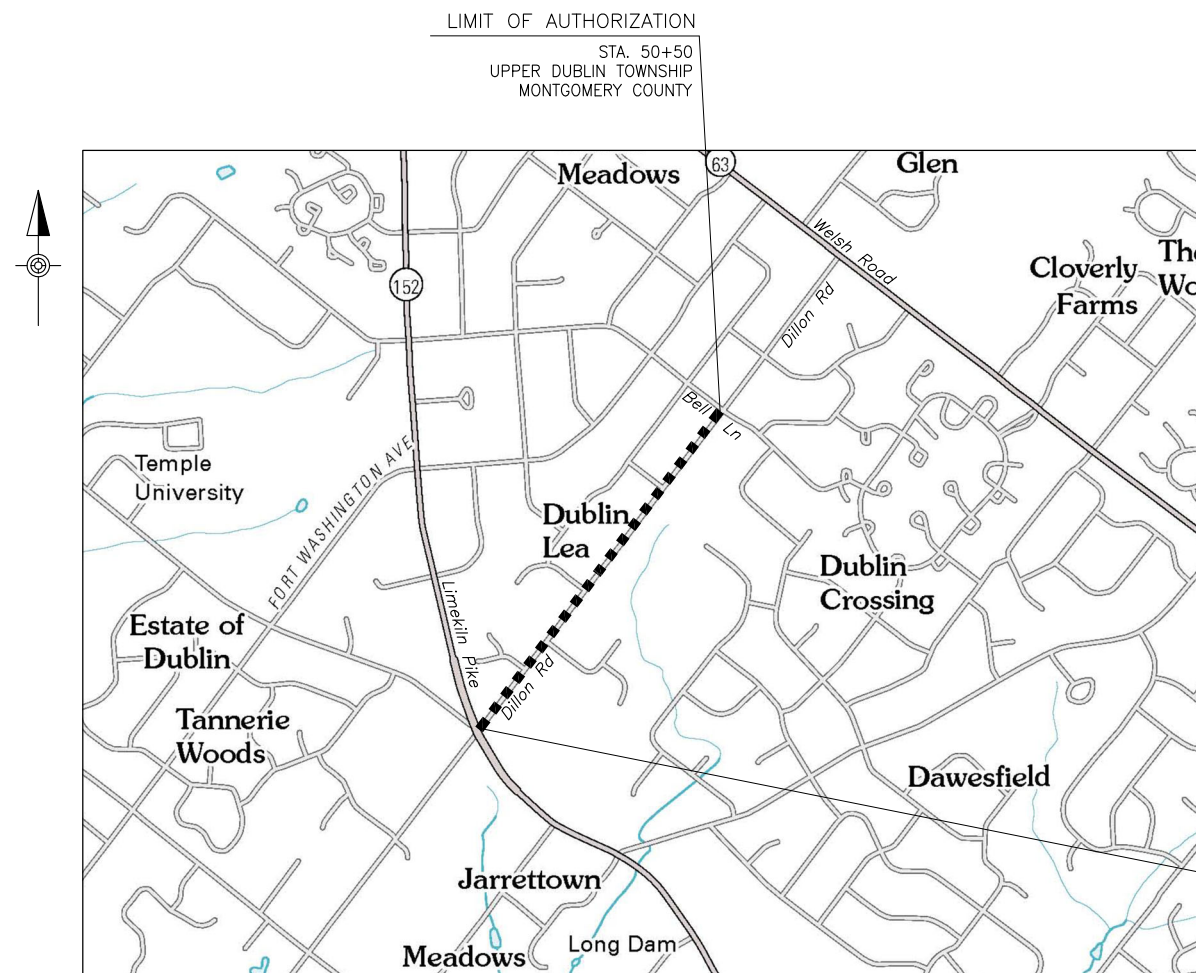 LIMIT OF AUTHORIZATION
STA. 50+50
UPPER DUBLIN TOWNSHIP
MONTGOMERY COUNTY
Meadows
63
Glen
Welsh Road
Cloverly
Farms
The
Wo
152
Dillon Rd
Bell Ln
Temple
University
FORT WASHINGTON AVE
Dublin
Lea
Dublin
Crossing
Limekiln Pike
Estate of
Dublin
Dillon Rd
Tannerie
Woods
Dawesfield
Jarrettown
Long Dam
Meadows